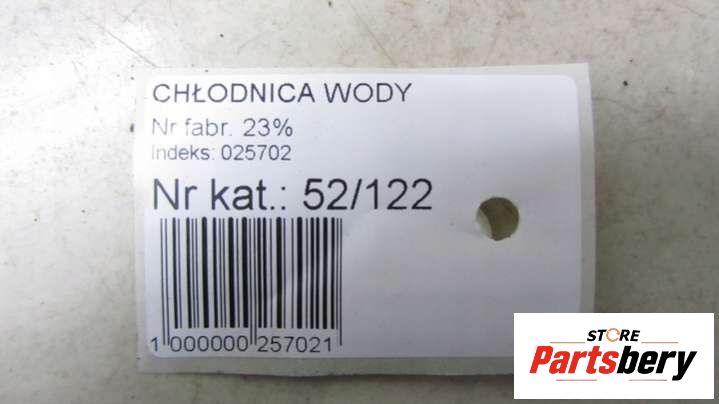 CHŁODNICA WODY
Nr fabr. 23%
Indeks: 025702
Nr kat.: 52/122
1 000000 257021
STORE
Partsbery